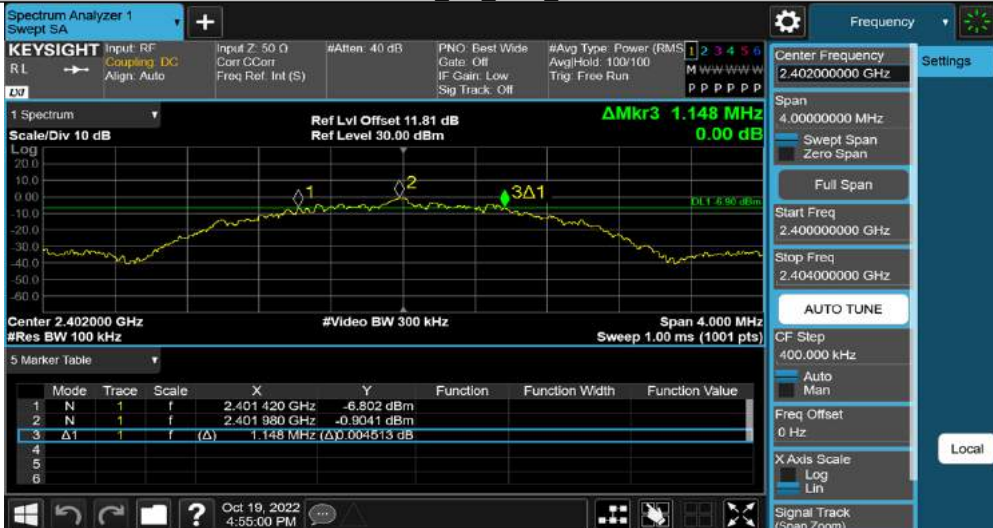 Spectrum Analyzer 1
Swept SA
Frequency
KEYSIGHT
RL
DXI
Input: RF
Coupling: DC
Align: Auto
Input Z: 50 Ω
Corr CCorr
Freq Ref: Int (S)
#Atten: 40 dB
PNO: Best Wide
Gate: Off
IF Gain: Low
Sig Track: Off
#Avg Type: Power (RMS
Avg|Hold: 100/100
Trig: Free Run
1 2 3 4 5 6
M W W W W W
P P P P P P
1 Spectrum
Scale/Div 10 dB
Ref Lvl Offset 11.81 dB
Ref Level 30.00 dBm
ΔMkr3 1.148 MHz
0.00 dB
Log
20.0
10.0
0.00
-10.0
-20.0
-30.0
-40.0
-50.0
-60.0
1
2
3Δ1
DL1 -6.90 dBm
Center 2.402000 GHz
#Res BW 100 kHz
#Video BW 300 kHz
Span 4.000 MHz
Sweep 1.00 ms (1001 pts)
5 Marker Table
Mode Trace Scale X Y Function Function Width Function Value
1 N 1 f 2.401 420 GHz -6.802 dBm
2 N 1 f 2.401 980 GHz -0.9041 dBm
3 Δ1 1 f (Δ) 1.148 MHz (Δ)0.004513 dB
4
5
6
Center Frequency
2.402000000 GHz
Span
4.00000000 MHz
Swept Span
Zero Span
Full Span
Start Freq
2.400000000 GHz
Stop Freq
2.404000000 GHz
AUTO TUNE
CF Step
400.000 kHz
Auto
Man
Freq Offset
0 Hz
X Axis Scale
Log
Lin
Signal Track
(Span Zoom)
Settings
Local
?
Oct 19, 2022
4:55:00 PM